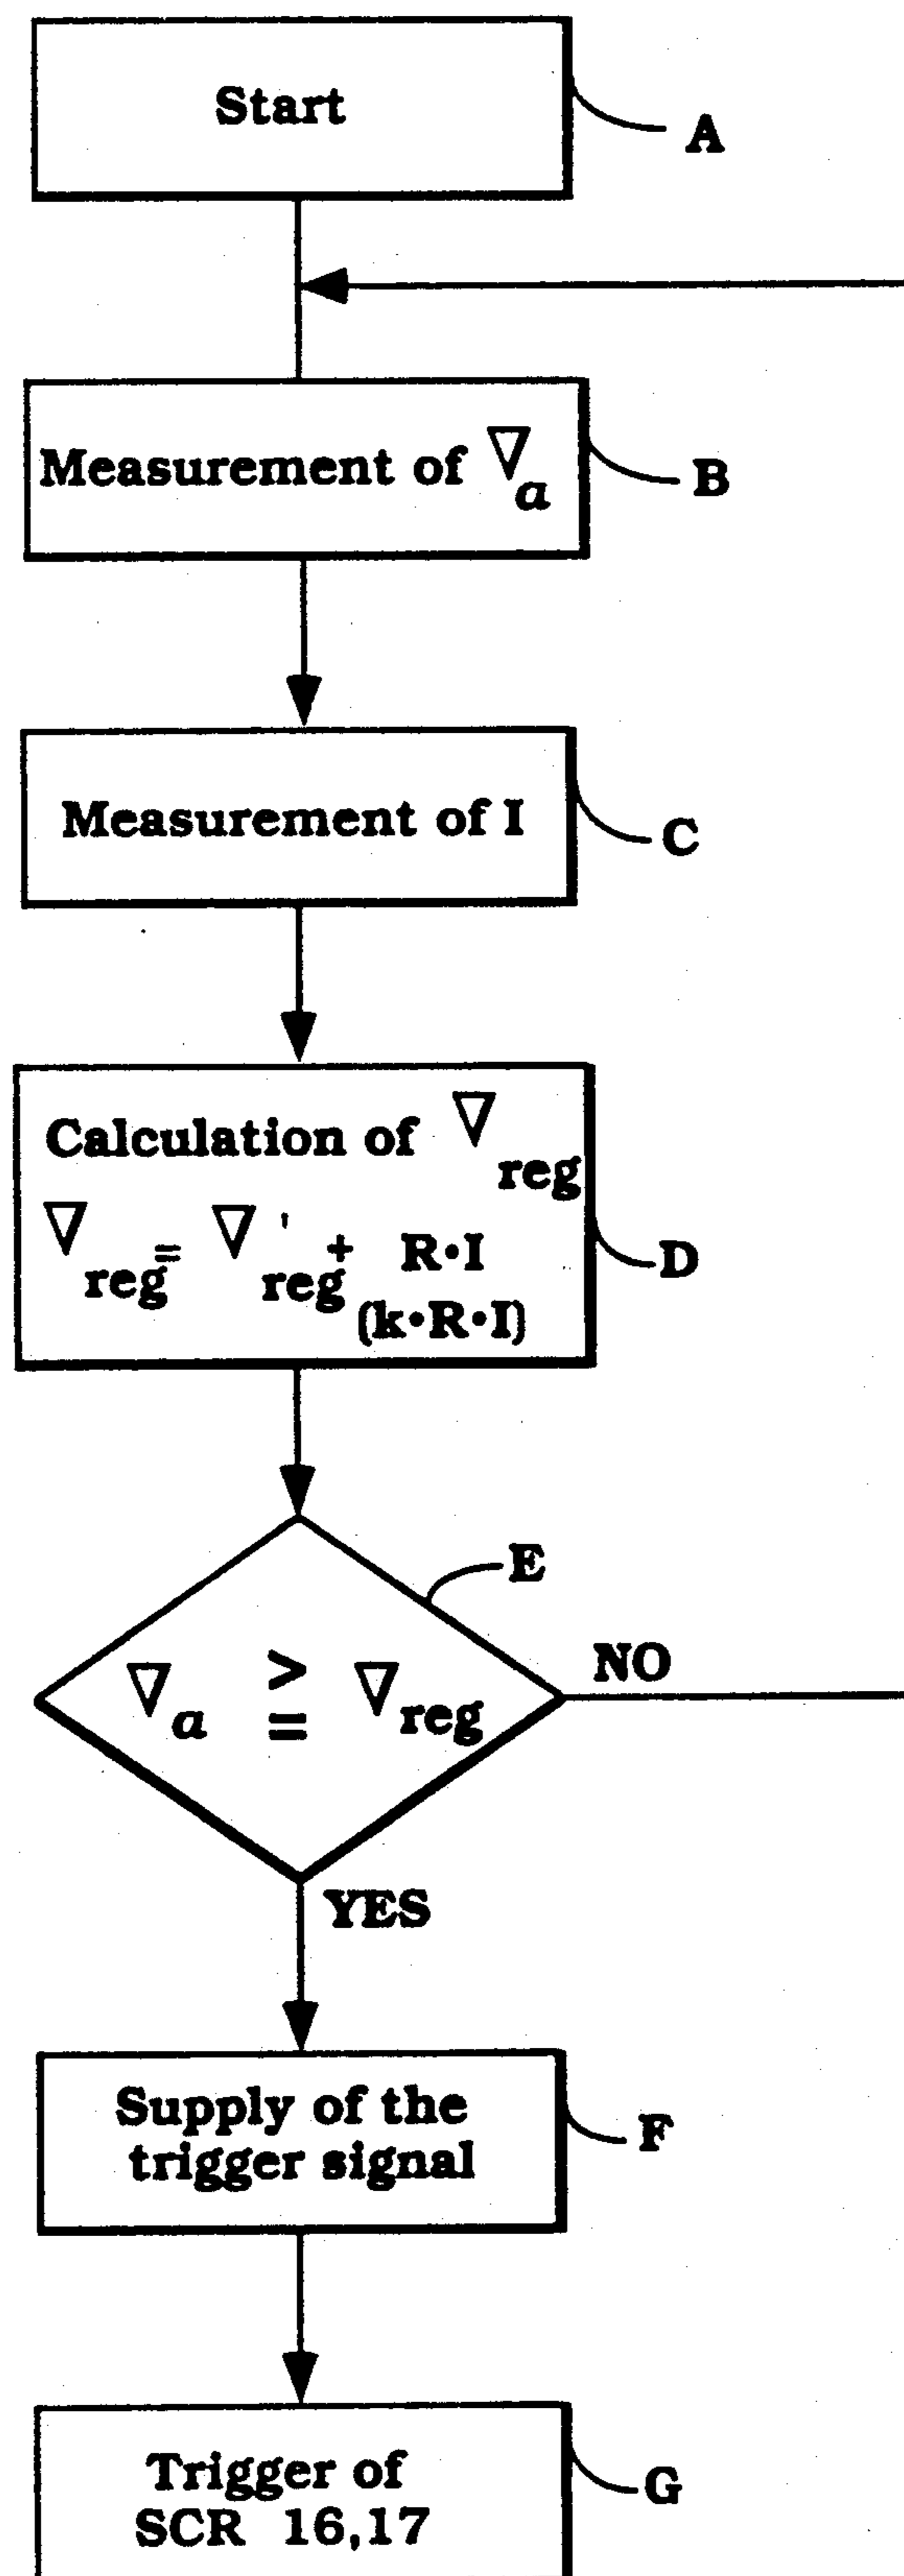 Start
A
Measurement of ∇a
B
Measurement of I
C
Calculation of ∇reg
∇reg = ∇'reg + R·I
(k·R·I)
D
E
∇a >= ∇reg
NO
YES
Supply of the
trigger signal
F
Trigger of
SCR 16,17
G